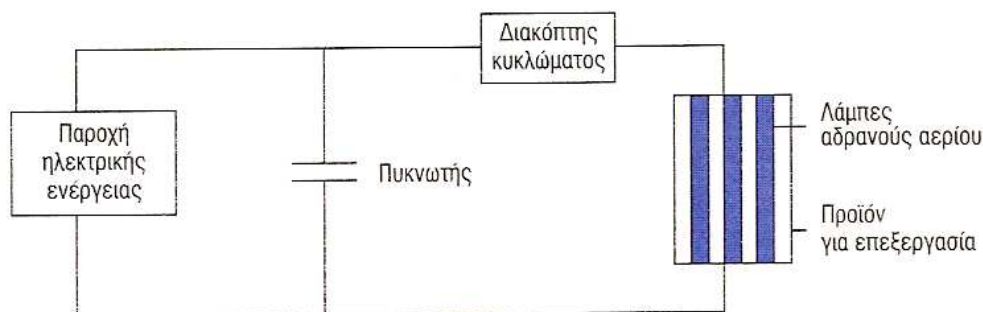 Διακόπτης
κυκλώματος
Παροχή
ηλεκτρικής
ενέργειας
Πυκνωτής
Λάμπες
αδρανούς αερίου
Προϊόν
για επεξεργασία